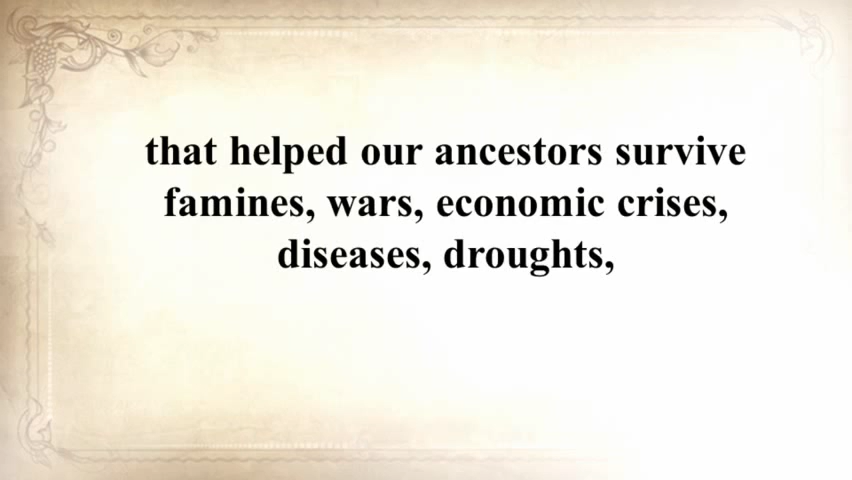 that helped our ancestors survive
famines, wars, economic crises,
diseases, droughts,